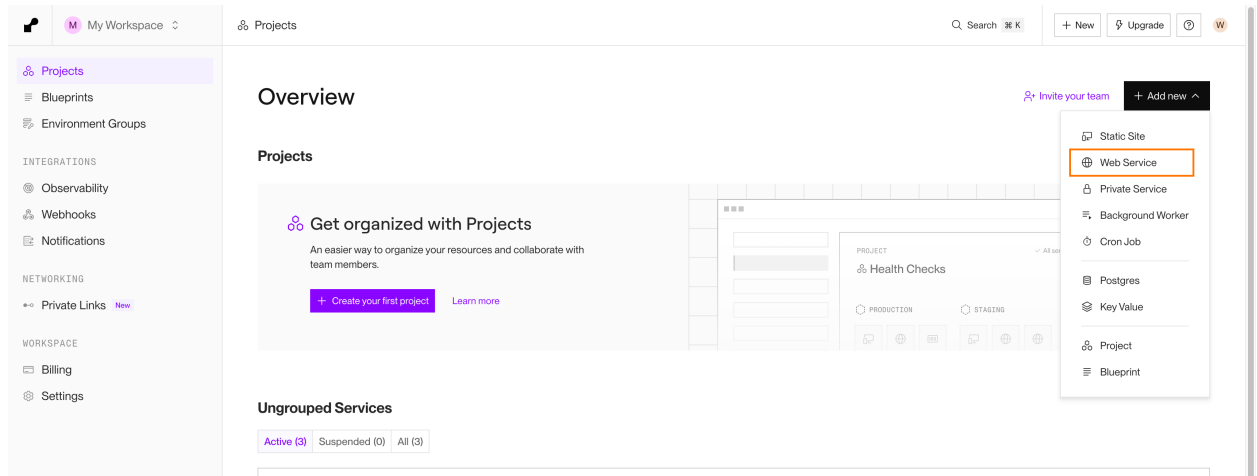 M My Workspace
Projects
Search ⌘ K
+ New
Upgrade
W
Projects
Blueprints
Environment Groups
INTEGRATIONS
Observability
Webhooks
Notifications
NETWORKING
Private Links New
WORKSPACE
Billing
Settings
Overview
Invite your team
+ Add new
Static Site
Web Service
Private Service
Background Worker
Cron Job
Postgres
Key Value
Project
Blueprint
Projects
Get organized with Projects
An easier way to organize your resources and collaborate with
team members.
+ Create your first project
Learn more
PROJECT
All ser
Health Checks
PRODUCTION
STAGING
Ungrouped Services
Active (3)
Suspended (0)
All (3)